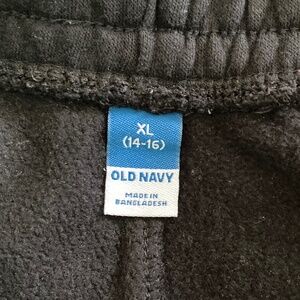 XL
(14-16)
OLD NAVY
MADE IN
BANGLADESH